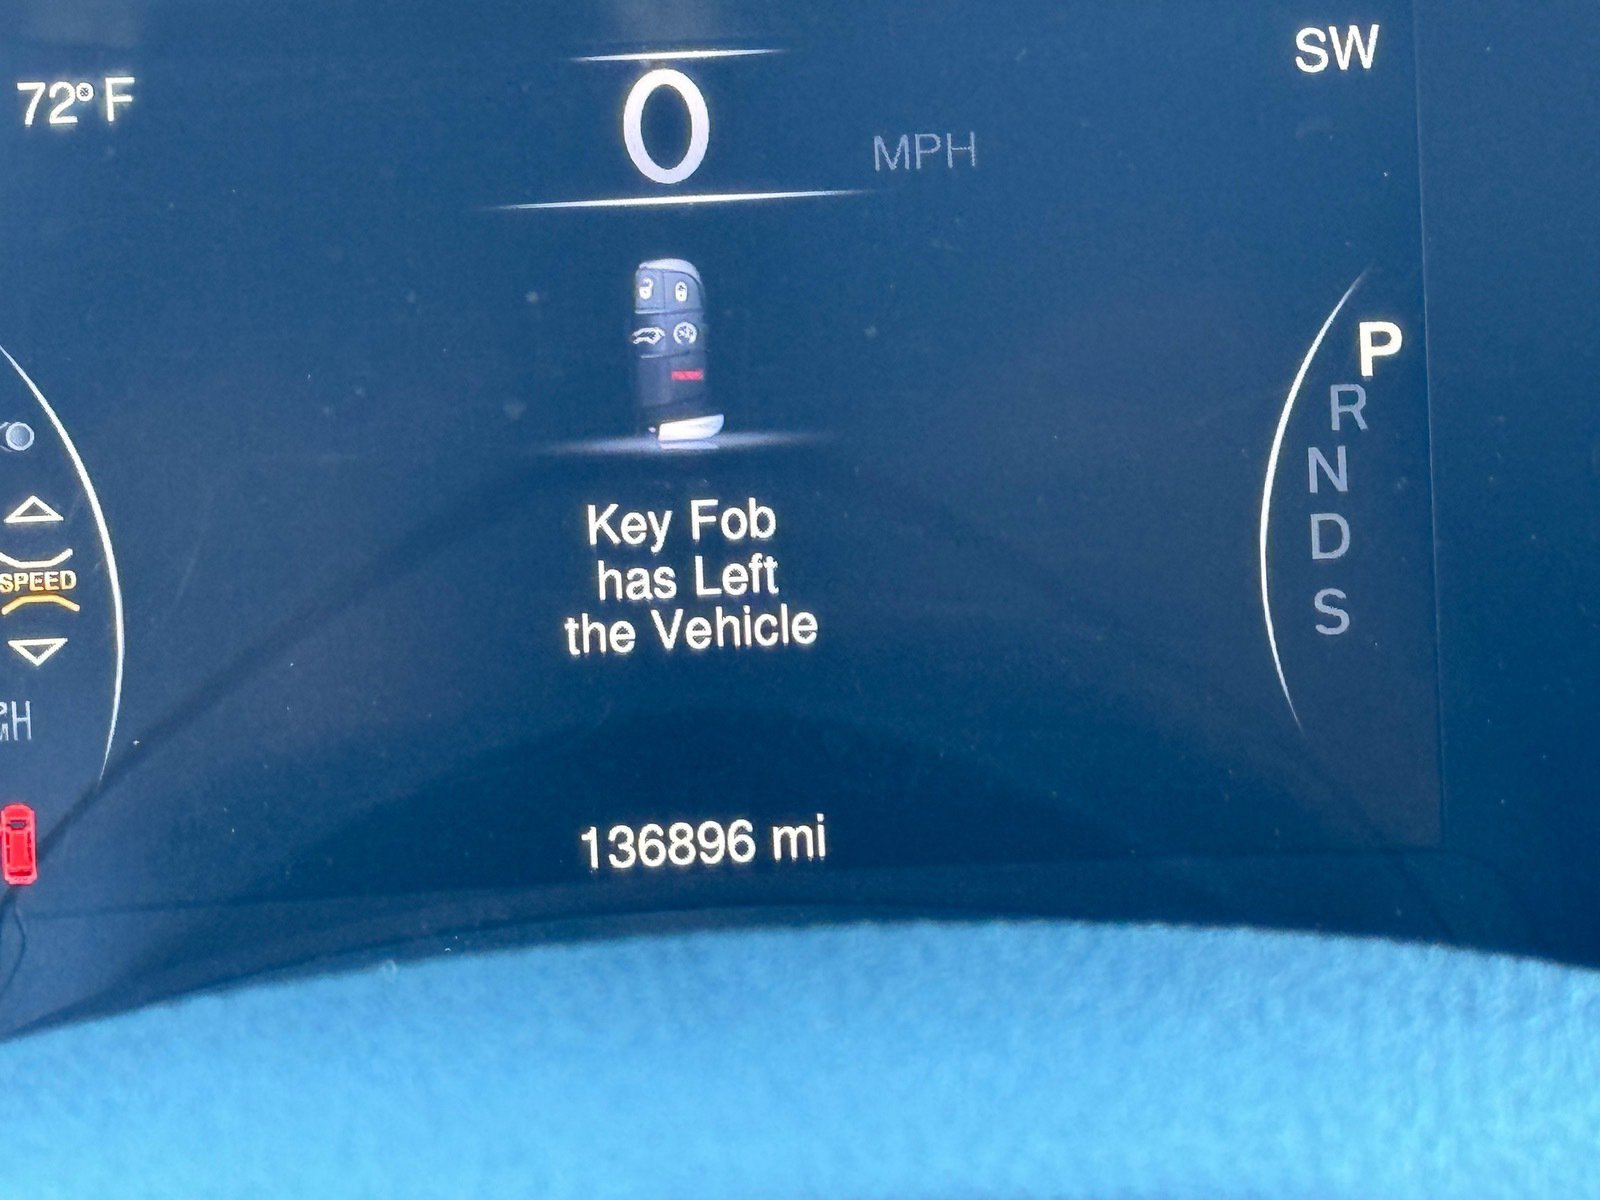 SW
72° F
0
MPH
P
R
N
D
S
Key Fob
has Left
the Vehicle
SPEED
136896 mi